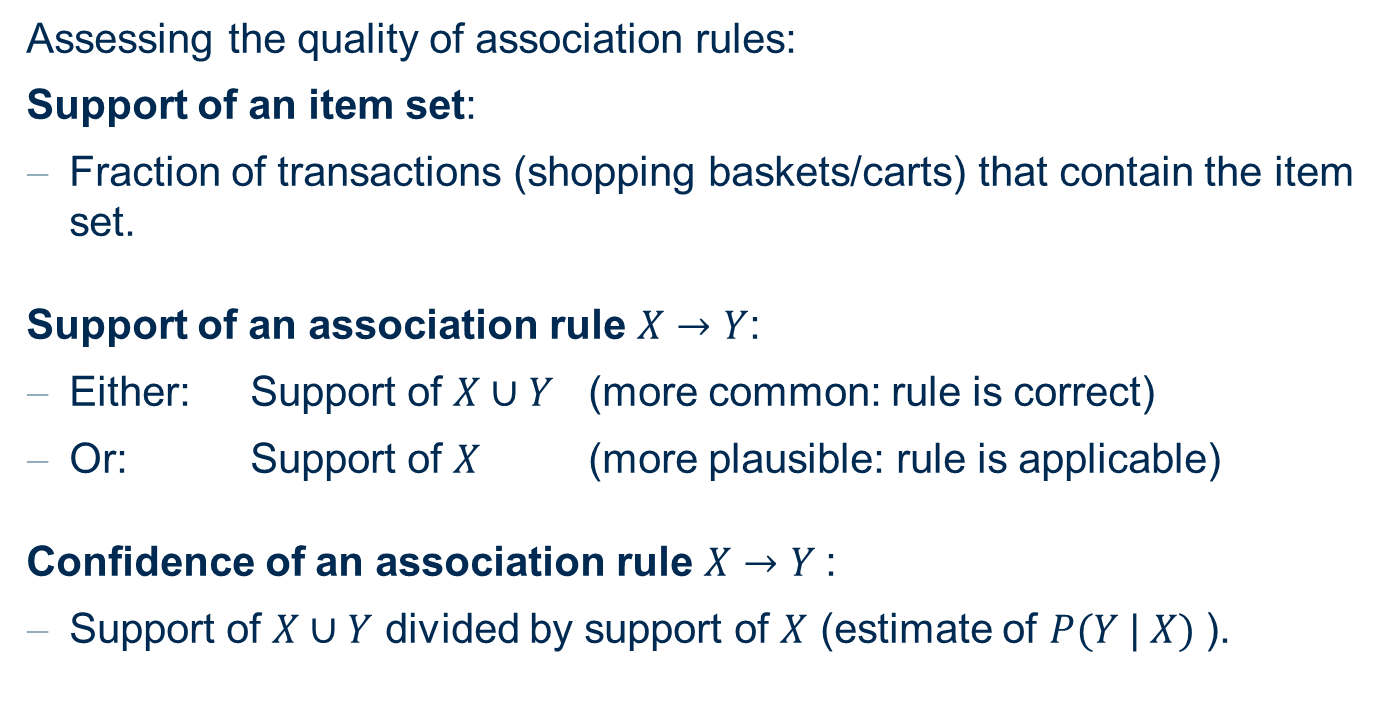 Assessing the quality of association rules:
Support of an item set:
– Fraction of transactions (shopping baskets/carts) that contain the item
set.
Support of an association rule X → Y:
– Either: Support of X ∪ Y (more common: rule is correct)
– Or: Support of X (more plausible: rule is applicable)
Confidence of an association rule X → Y :
– Support of X ∪ Y divided by support of X (estimate of P(Y | X) ).